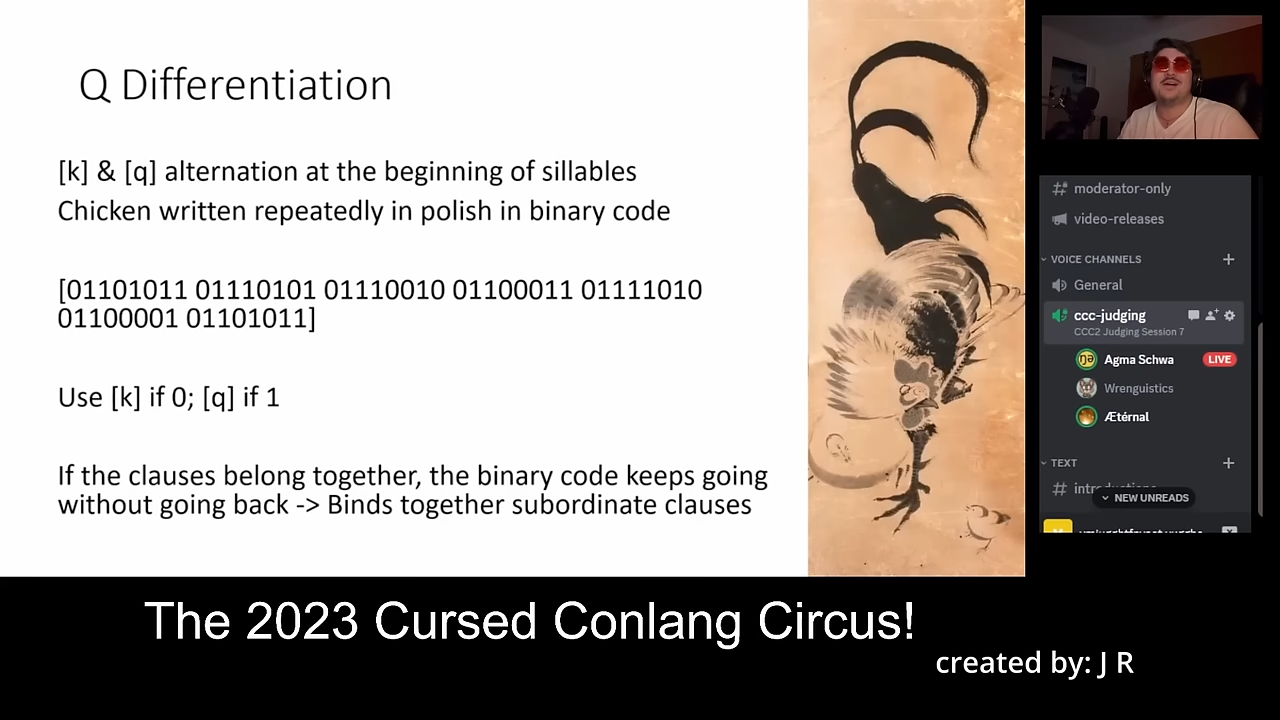 Q Differentiation
[k] & [q] alternation at the beginning of sillables
Chicken written repeatedly in polish in binary code
[01101011 01110101 01110010 01100011 01111010
01100001 01101011]
Use [k] if 0; [q] if 1
If the clauses belong together, the binary code keeps going
without going back -> Binds together subordinate clauses
moderator-only
video-releases
VOICE CHANNELS
General
ccc-judging
CCC2 Judging Session 7
Agma Schwa LIVE
Wrenguistics
Ætérnal
TEXT
NEW UNREADS
The 2023 Cursed Conlang Circus!
created by: J R